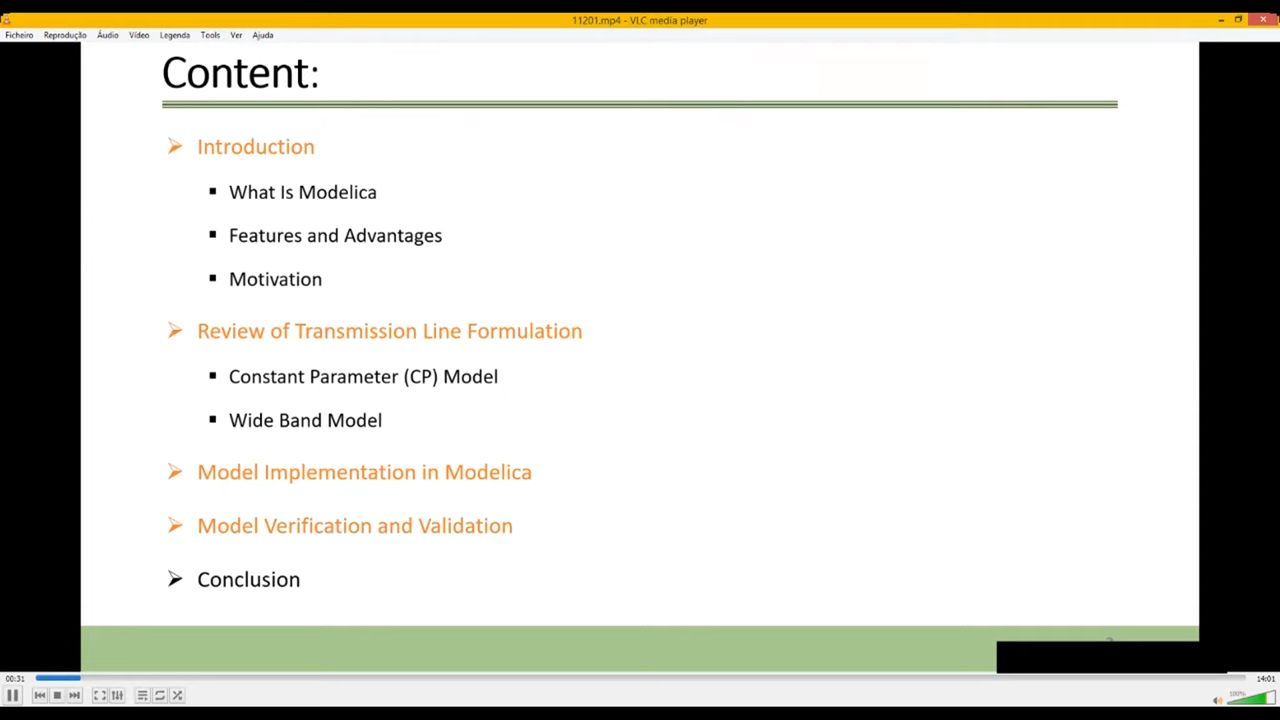 11201.mp4 - VLC media player
Ficheiro Reprodução Áudio Vídeo Legenda Tools Ver Ajuda
Content:
Introduction
What Is Modelica
Features and Advantages
Motivation
Review of Transmission Line Formulation
Constant Parameter (CP) Model
Wide Band Model
Model Implementation in Modelica
Model Verification and Validation
Conclusion
00:31 14:01
100%